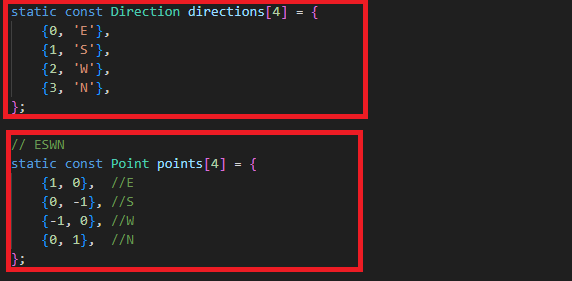 static const Direction directions[4] = {
    {0, 'E'},
    {1, 'S'},
    {2, 'W'},
    {3, 'N'},
};
// ESWN
static const Point points[4] = {
    {1, 0},  //E
    {0, -1}, //S
    {-1, 0}, //W
    {0, 1},  //N
};